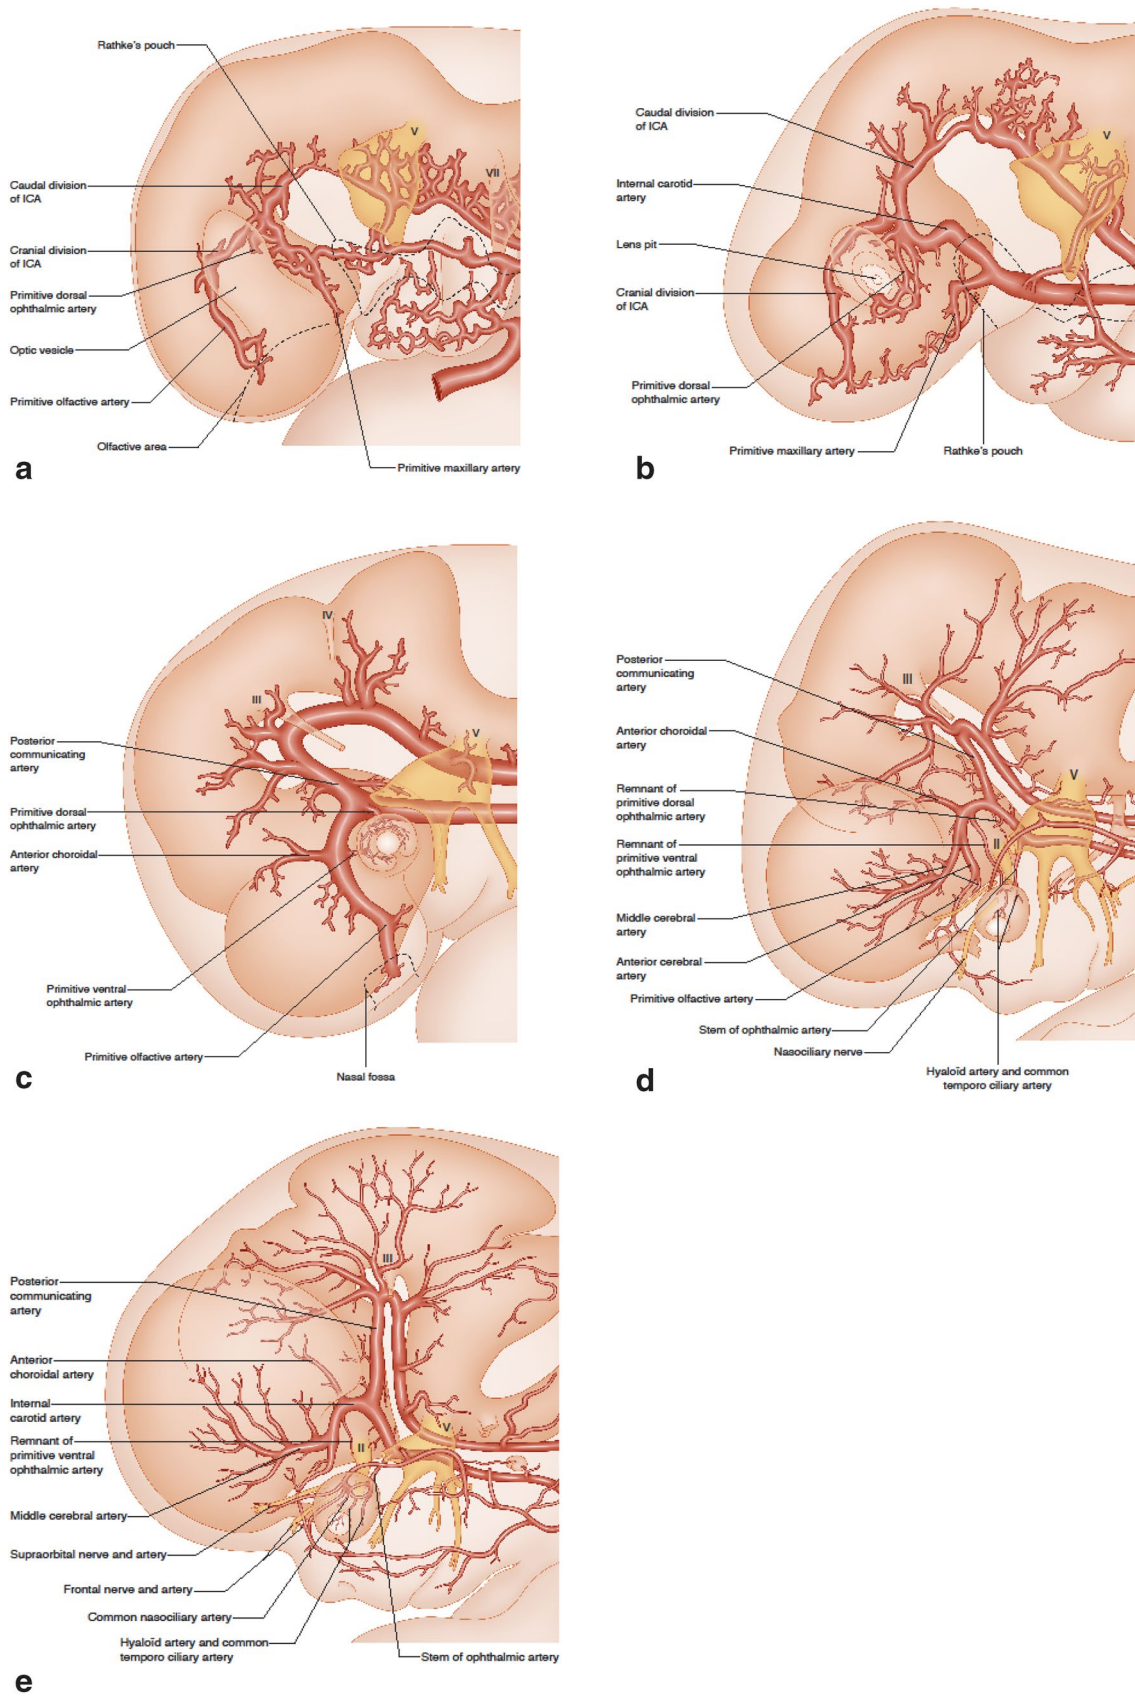 Rathke's pouch
V
VII
Caudal division
of ICA
Cranial division
of ICA
Primitive dorsal
ophthalmic artery
Optic vesicle
Primitive olfactive artery
Olfactive area
Primitive maxillary artery
a
Caudal division
of ICA
V
Internal carotid
artery
Lens pit
Cranial division
of ICA
Primitive dorsal
ophthalmic artery
Primitive maxillary artery
Rathke's pouch
b
IV
III
V
Posterior
communicating
artery
Primitive dorsal
ophthalmic artery
Anterior choroidal
artery
Primitive ventral
ophthalmic artery
Primitive olfactive artery
Nasal fossa
c
Posterior
communicating
artery
III
Anterior choroidal
artery
V
Remnant of
primitive dorsal
ophthalmic artery
Remnant of
primitive ventral
ophthalmic artery
II
Middle cerebral
artery
Anterior cerebral
artery
Primitive olfactive artery
Stem of ophthalmic artery
Nasociliary nerve
Hyaloïd artery and common
temporo ciliary artery
d
III
Posterior
communicating
artery
Anterior
choroidal artery
Internal
carotid artery
V
Remnant of
primitive ventral
ophthalmic artery
II
Middle cerebral artery
Supraorbital nerve and artery
Frontal nerve and artery
Common nasociliary artery
Hyaloïd artery and common
temporo ciliary artery
Stem of ophthalmic artery
e